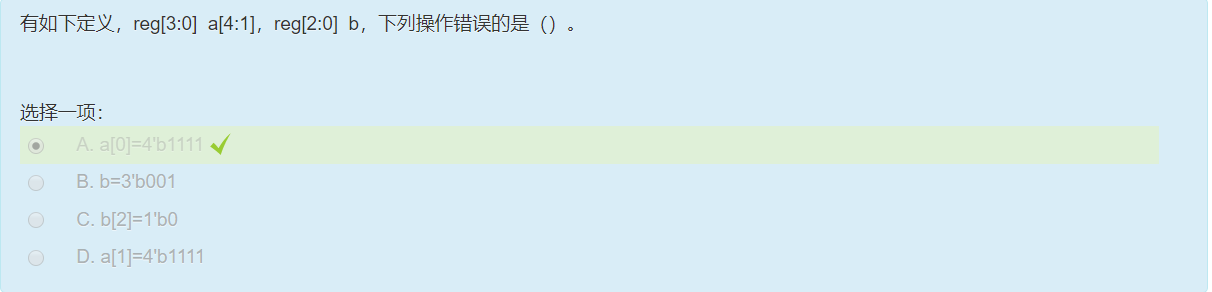 有如下定义，reg[3:0]  a[4:1]，reg[2:0]  b，下列操作错误的是（）。
选择一项：
A. a[0]=4'b1111
B. b=3'b001
C. b[2]=1'b0
D. a[1]=4'b1111